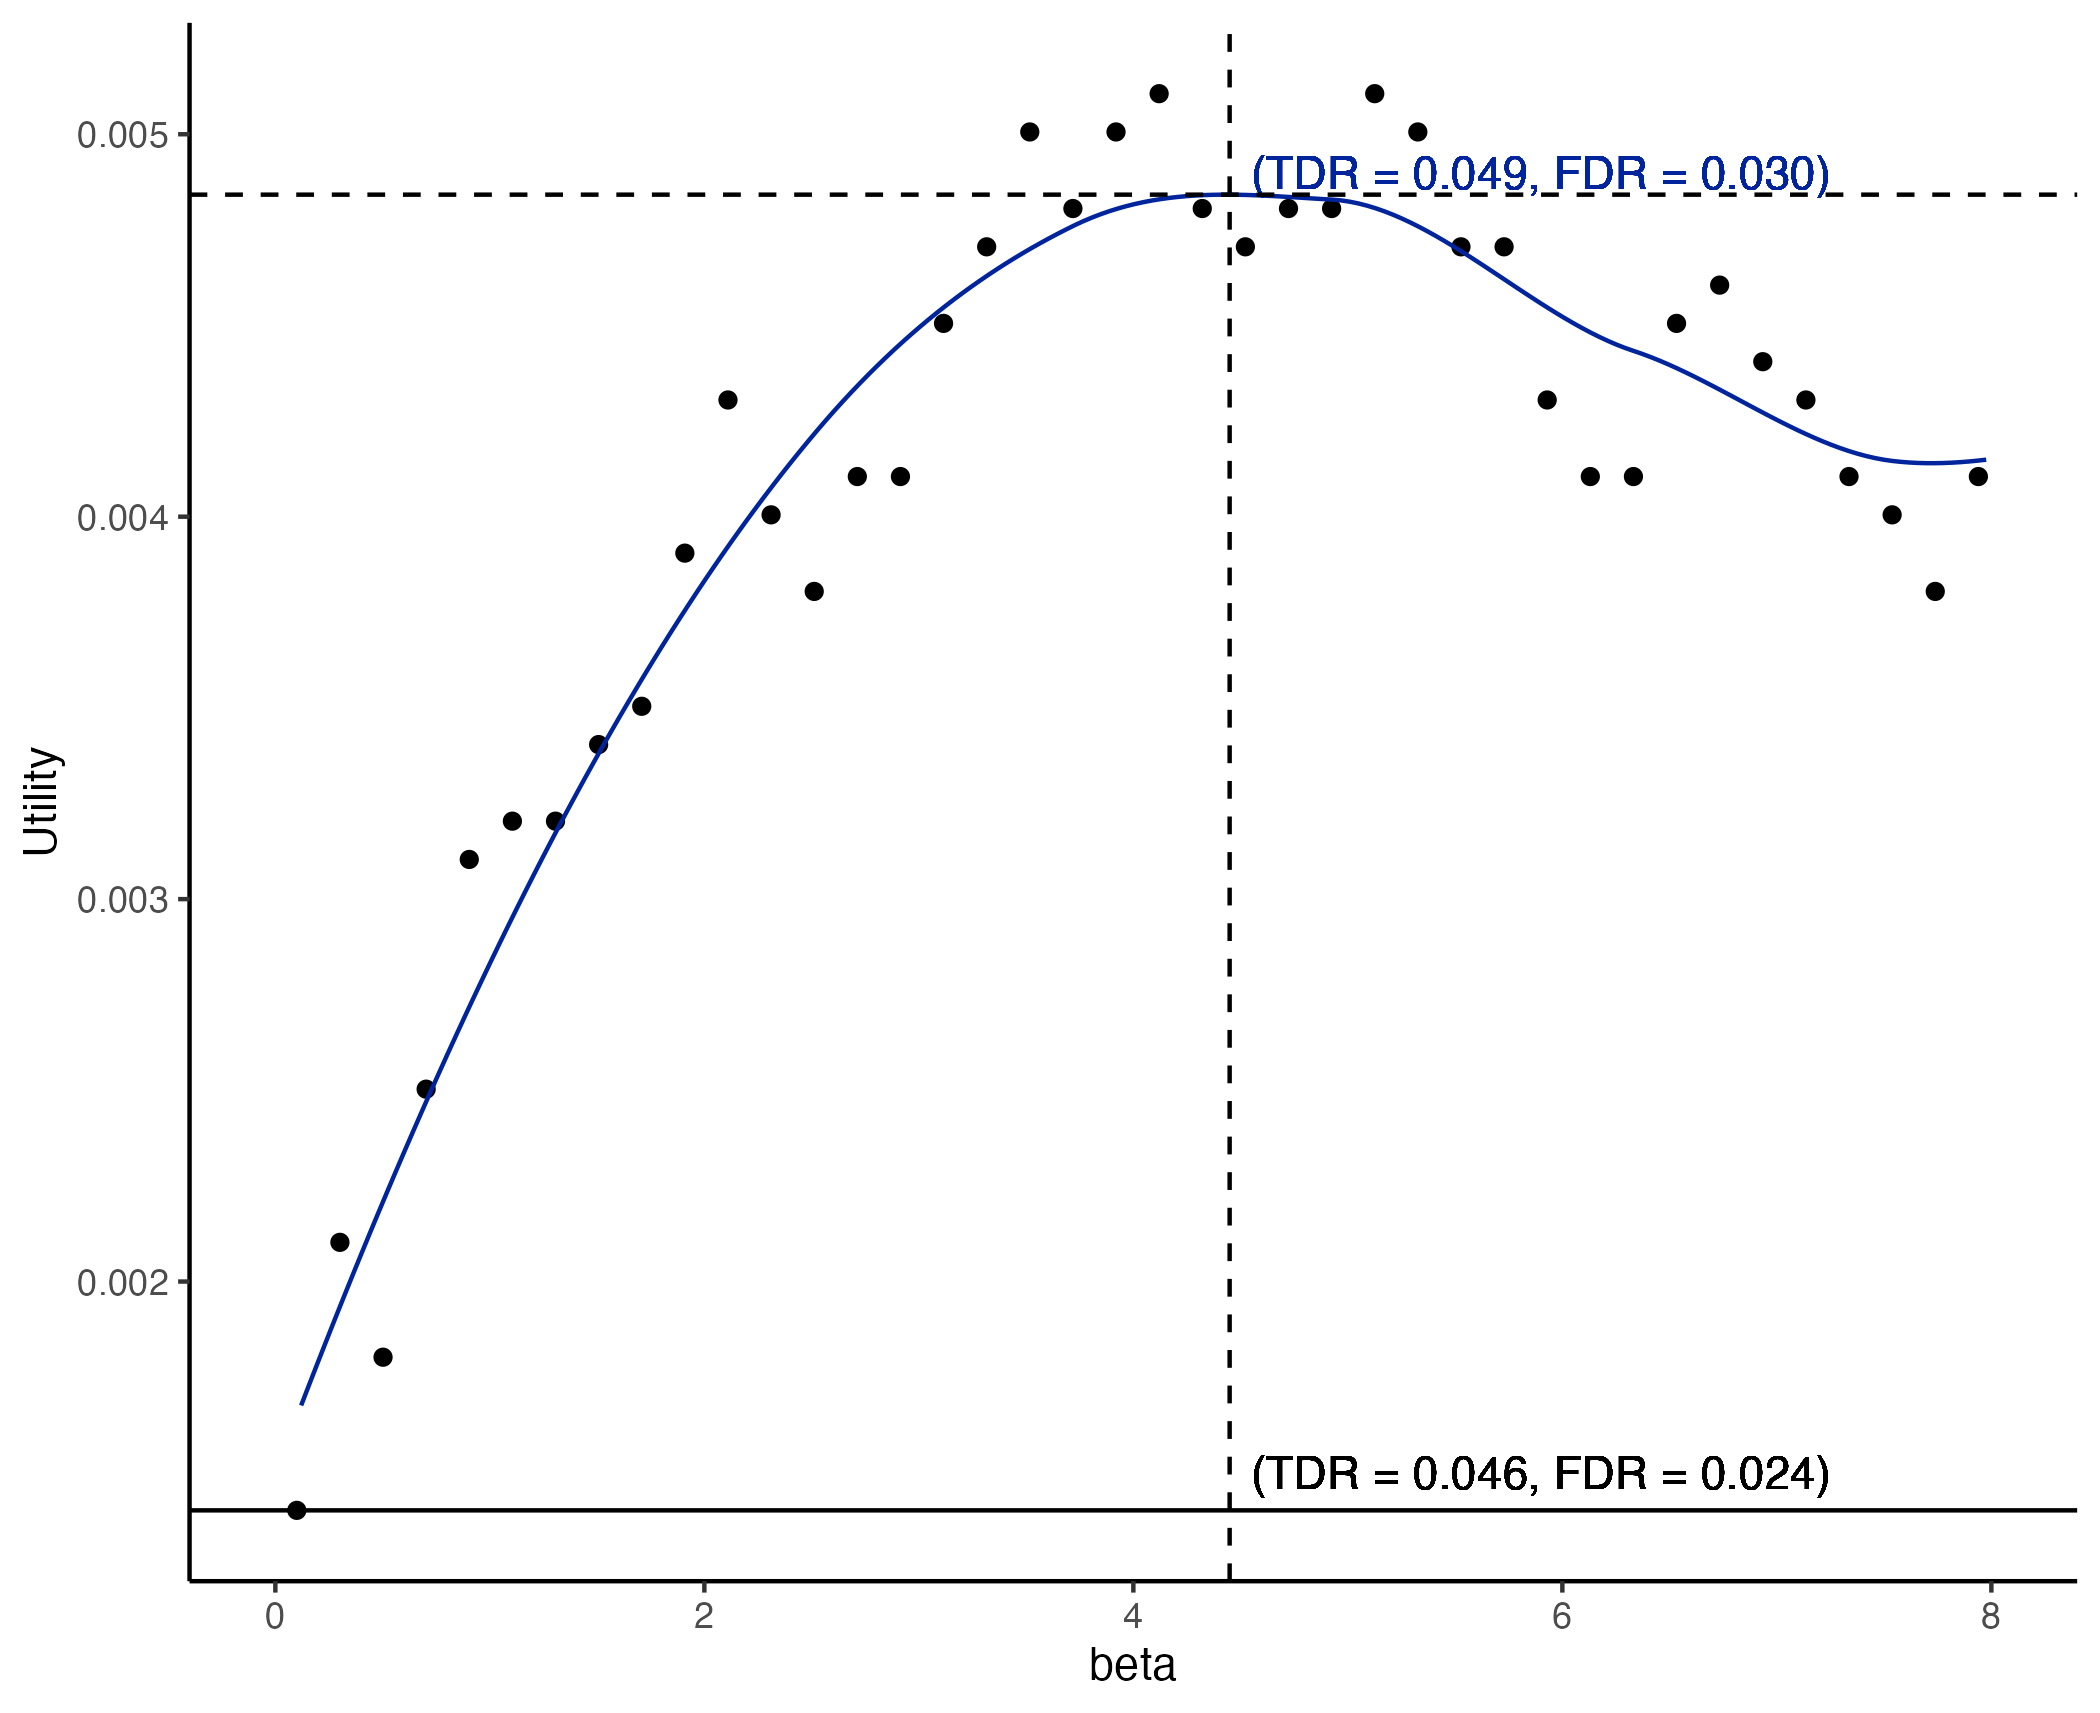 0.005
(TDR = 0.049, FDR = 0.030)
0.004
Utility
0.003
0.002
(TDR = 0.046, FDR = 0.024)
0 2 4 6 8
beta